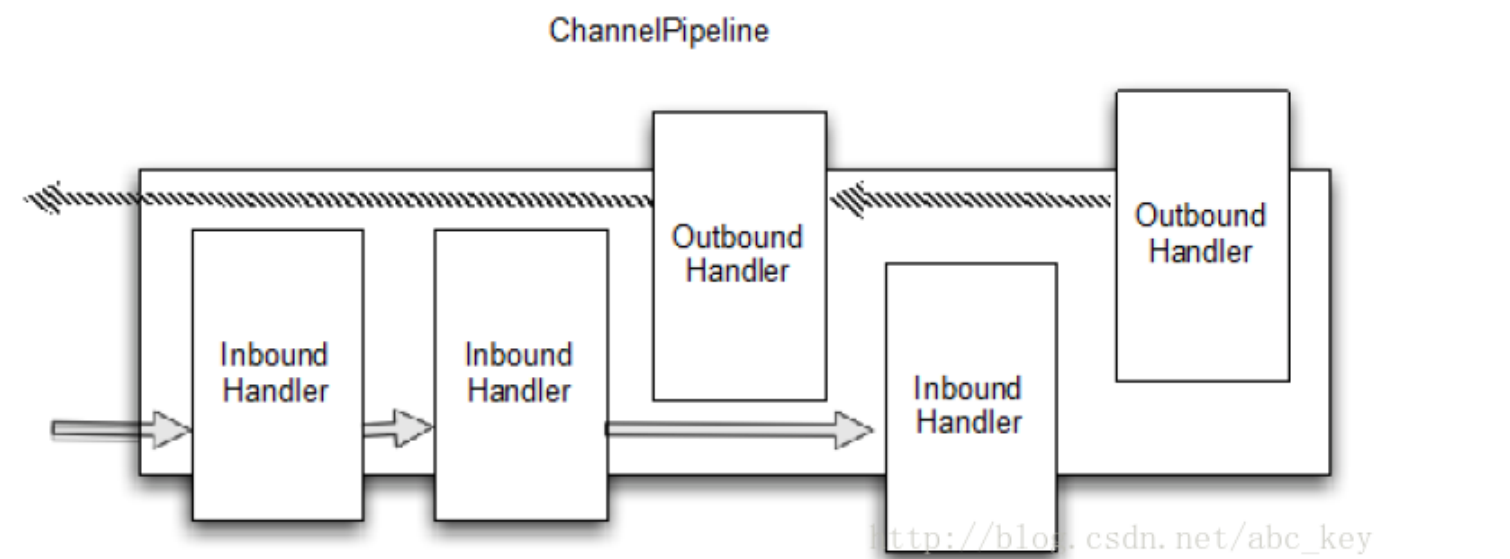 ChannelPipeline
Inbound
Handler
Inbound
Handler
Outbound
Handler
Inbound
Handler
Outbound
Handler
http://blog.csdn.net/abc_key